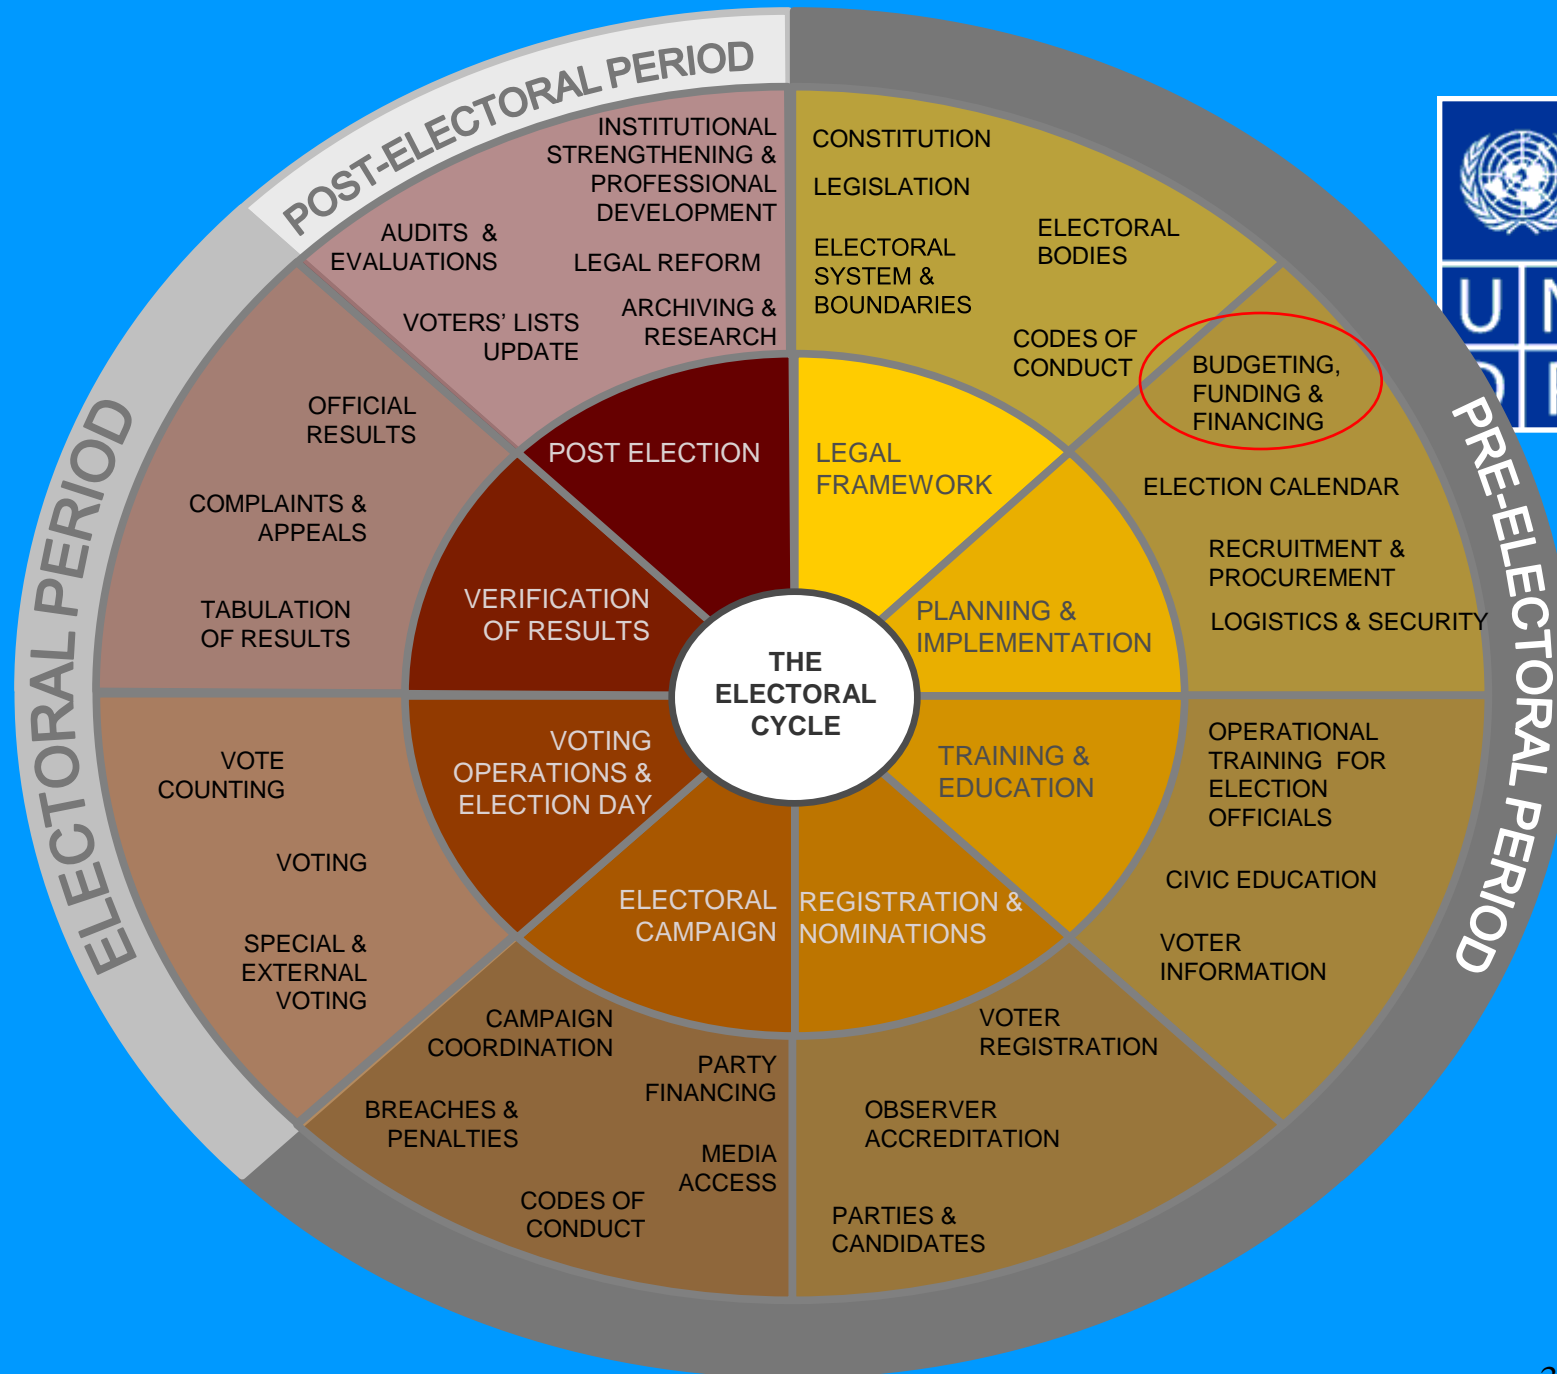 POST-ELECTORAL PERIOD
INSTITUTIONAL
STRENGTHENING &
PROFESSIONAL
DEVELOPMENT
AUDITS &
EVALUATIONS
LEGAL REFORM
VOTERS' LISTS
UPDATE
ARCHIVING &
RESEARCH
POST ELECTION
CONSTITUTION
LEGISLATION
ELECTORAL
SYSTEM &
BOUNDARIES
ELECTORAL
BODIES
CODES OF
CONDUCT
LEGAL
FRAMEWORK
PRE-ELECTORAL PERIOD
BUDGETING,
FUNDING &
FINANCING
ELECTION CALENDAR
RECRUITMENT &
PROCUREMENT
LOGISTICS & SECURITY
PLANNING &
IMPLEMENTATION
OPERATIONAL
TRAINING FOR
ELECTION
OFFICIALS
CIVIC EDUCATION
VOTER
INFORMATION
TRAINING &
EDUCATION
VOTER
REGISTRATION
OBSERVER
ACCREDITATION
PARTIES &
CANDIDATES
REGISTRATION &
NOMINATIONS
CAMPAIGN
COORDINATION
PARTY
FINANCING
BREACHES &
PENALTIES
MEDIA
ACCESS
CODES OF
CONDUCT
ELECTORAL
CAMPAIGN
ELECTORAL PERIOD
VOTE
COUNTING
VOTING
SPECIAL &
EXTERNAL
VOTING
VOTING
OPERATIONS &
ELECTION DAY
OFFICIAL
RESULTS
COMPLAINTS &
APPEALS
TABULATION
OF RESULTS
VERIFICATION
OF RESULTS
THE
ELECTORAL
CYCLE
U